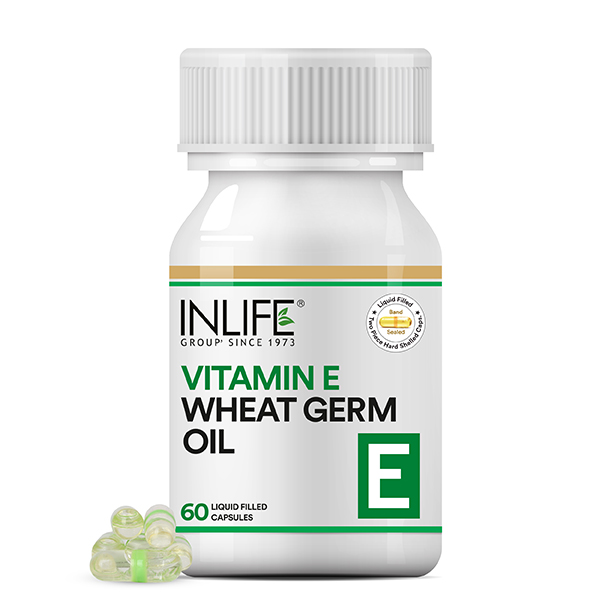 INLIFE®
GROUP' SINCE 1973
Liquid Filled
Band
Sealed
★ Two Piece Hard Shelled Caps. ★
VITAMIN E
WHEAT GERM
OIL
E
60 LIQUID FILLED
CAPSULES